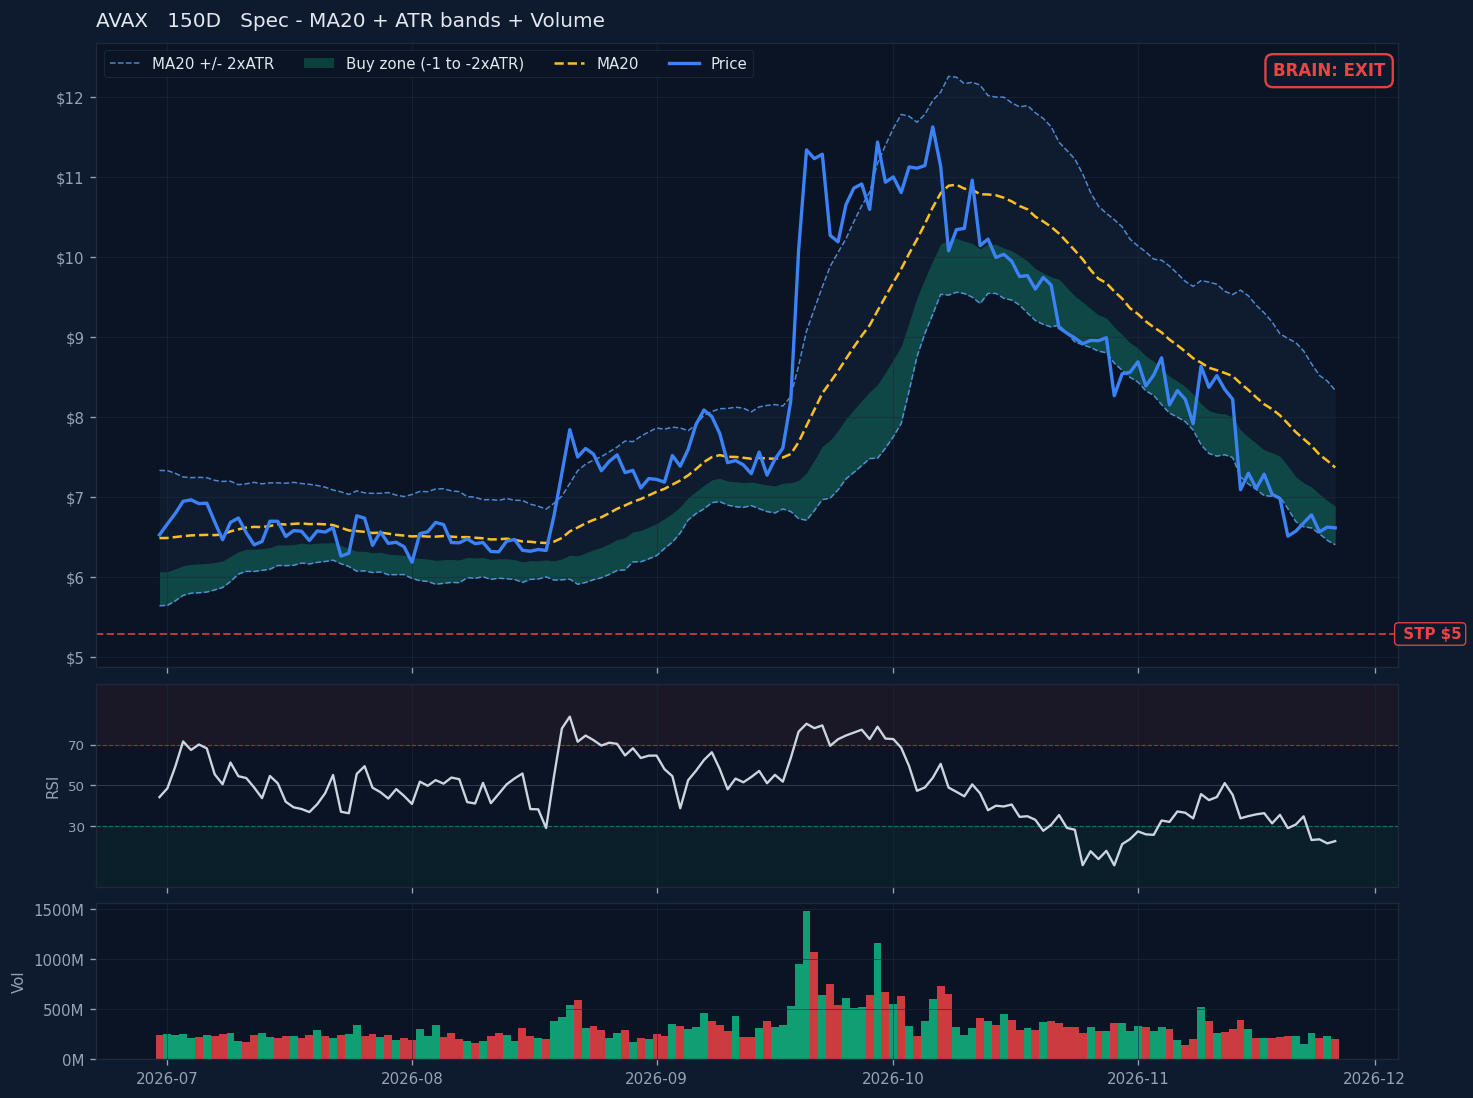 AVAX   150D   Spec - MA20 + ATR bands + Volume
MA20 +/- 2xATR
Buy zone (-1 to -2xATR)
MA20
Price
BRAIN: EXIT
$12
$11
$10
$9
$8
$7
$6
$5
STP $5
RSI
70
50
30
Vol
1500M
1000M
500M
0M
2026-07
2026-08
2026-09
2026-10
2026-11
2026-12